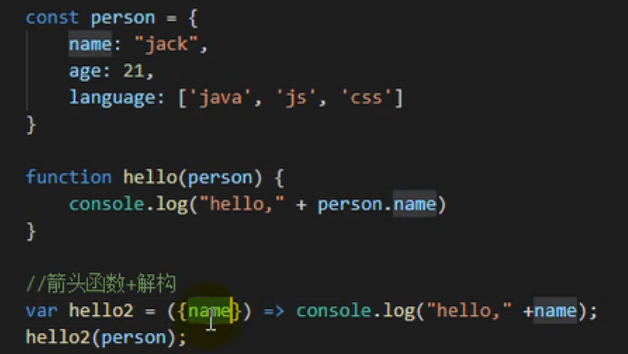 const person = {
name: "jack",
age: 21,
language: ['java', 'js', 'css']
}
function hello(person) {
console.log("hello," + person.name)
}
//箭头函数+解构
var hello2 = ({name}) => console.log("hello," +name);
hello2(person);